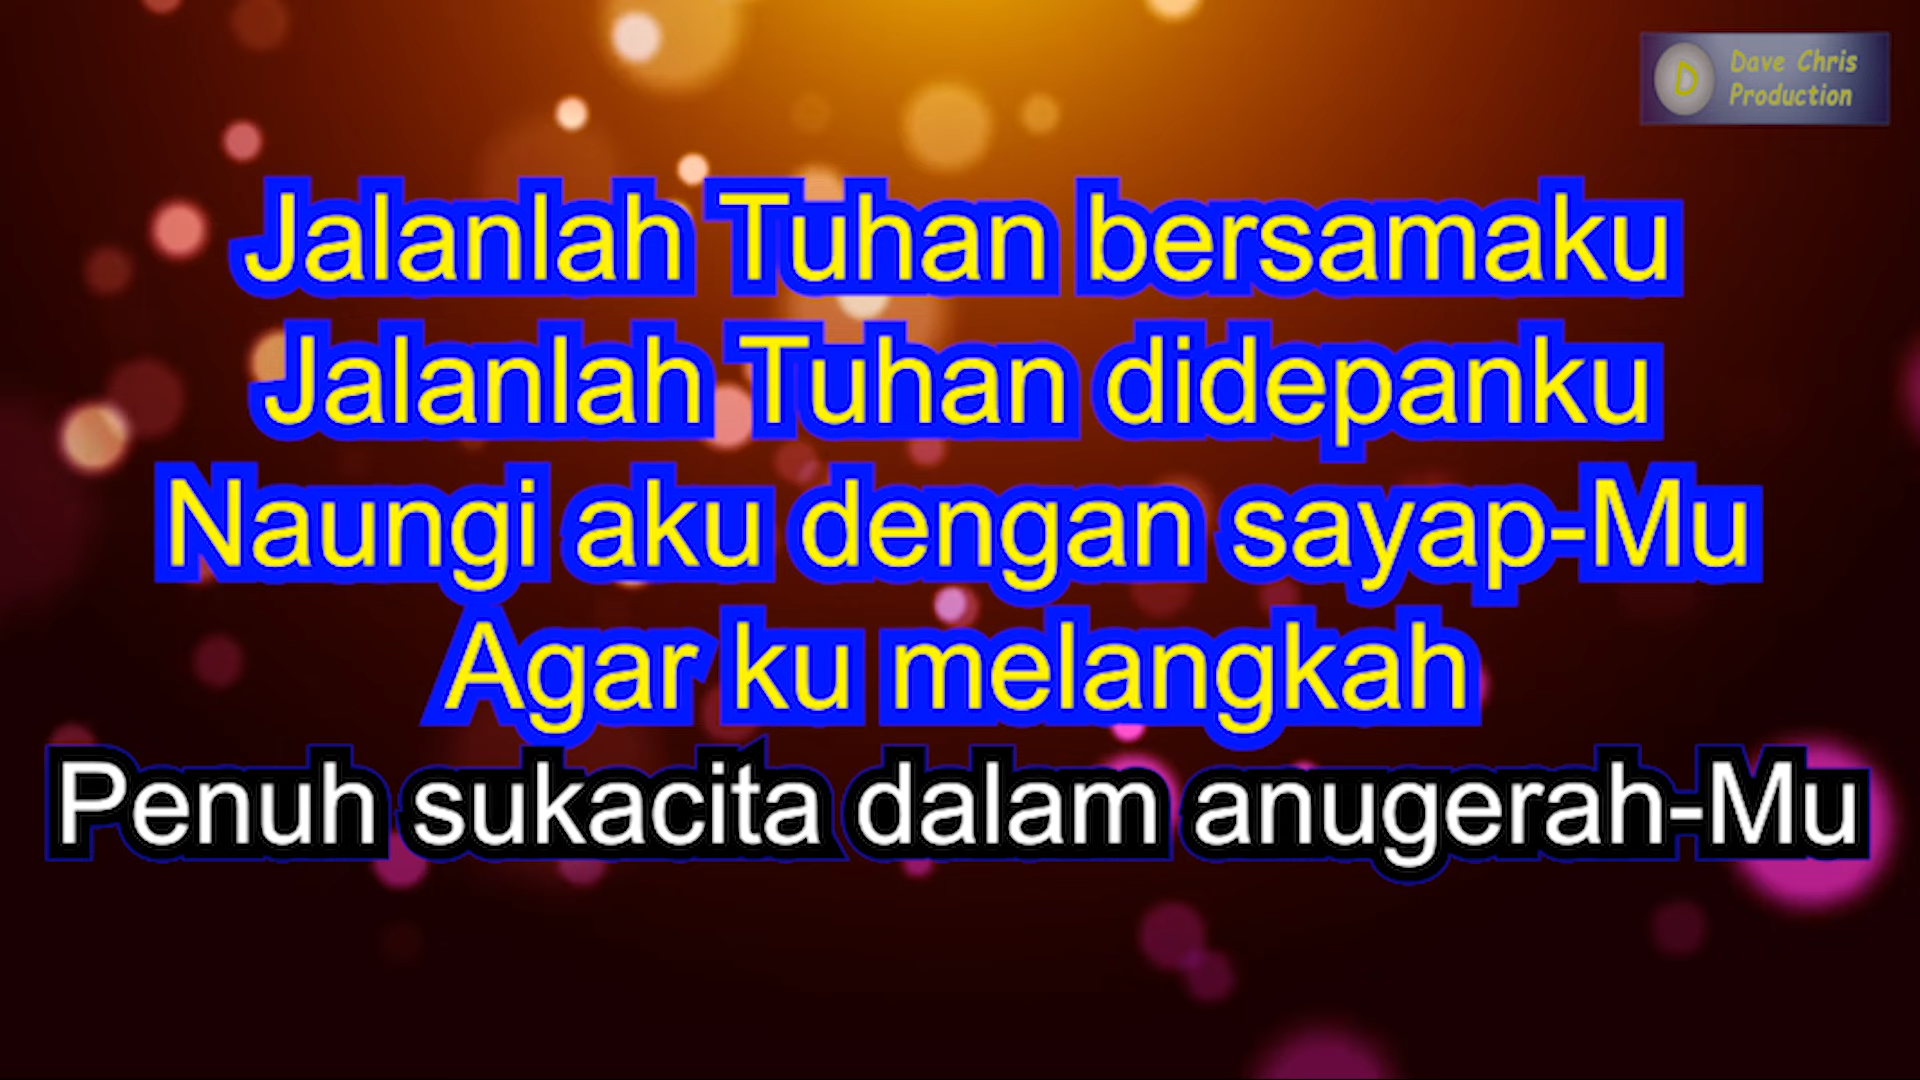 D Dave Chris
Production
Jalanlah Tuhan bersamaku
Jalanlah Tuhan didepanku
Naungi aku dengan sayap-Mu
Agar ku melangkah
Penuh sukacita dalam anugerah-Mu